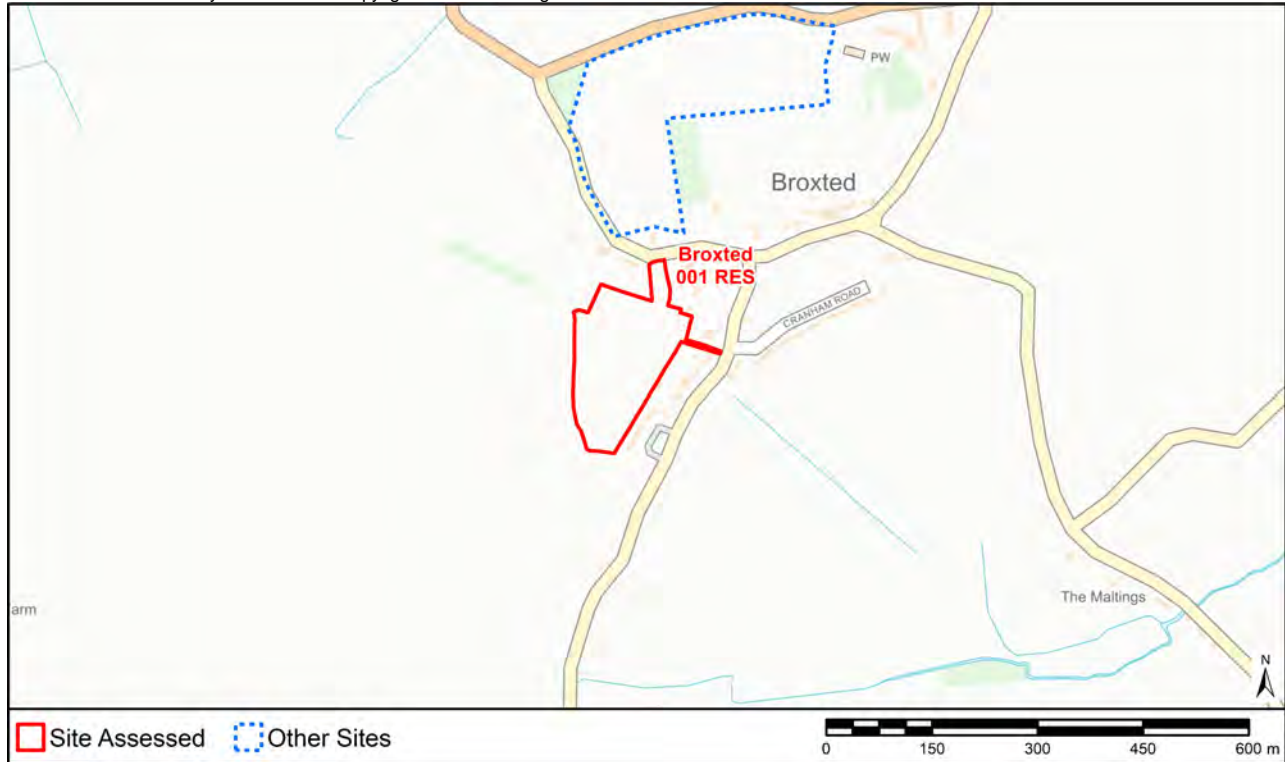 PW
Broxted
Broxted
001 RES
CRANHAM ROAD
The Maltings
arm
N
Site Assessed
Other Sites
0 150 300 450 600 m